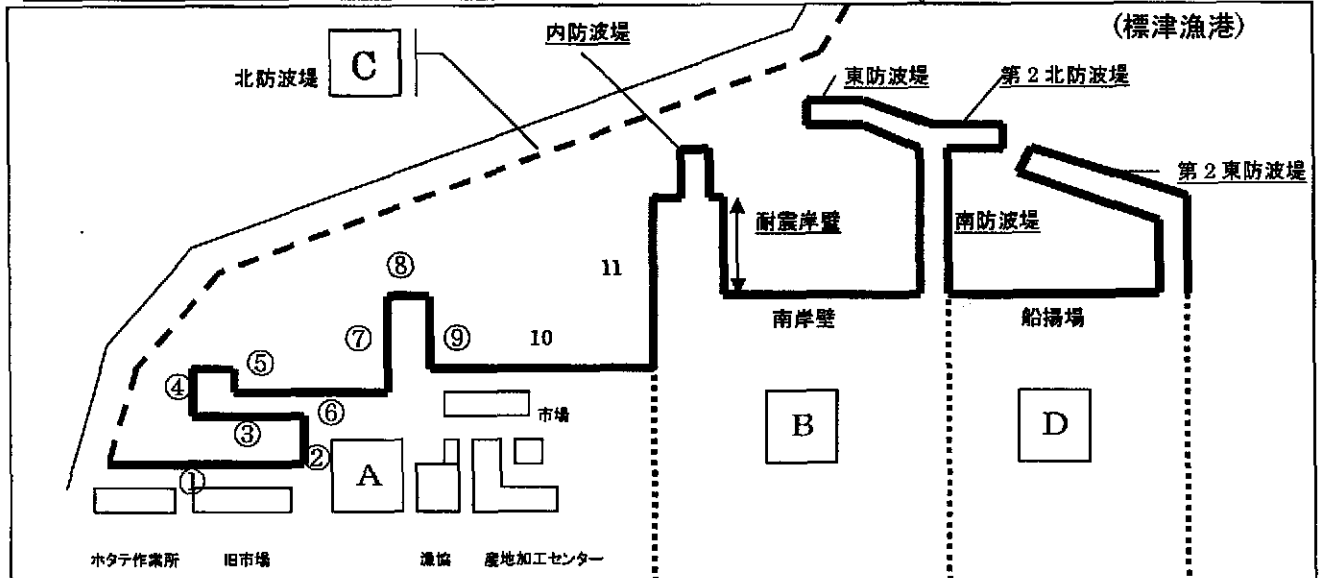 (標津漁港)
内防波堤
北防波堤
C
東防波堤
第2北防波堤
第2東防波堤
耐震岸壁
南防波堤
⑧
11
南岸壁
船揚場
⑦
⑨
10
⑤
④
⑥
市場
③
②
①
A
B
D
ホタテ作業所
旧市場
漁協
産地加工センター